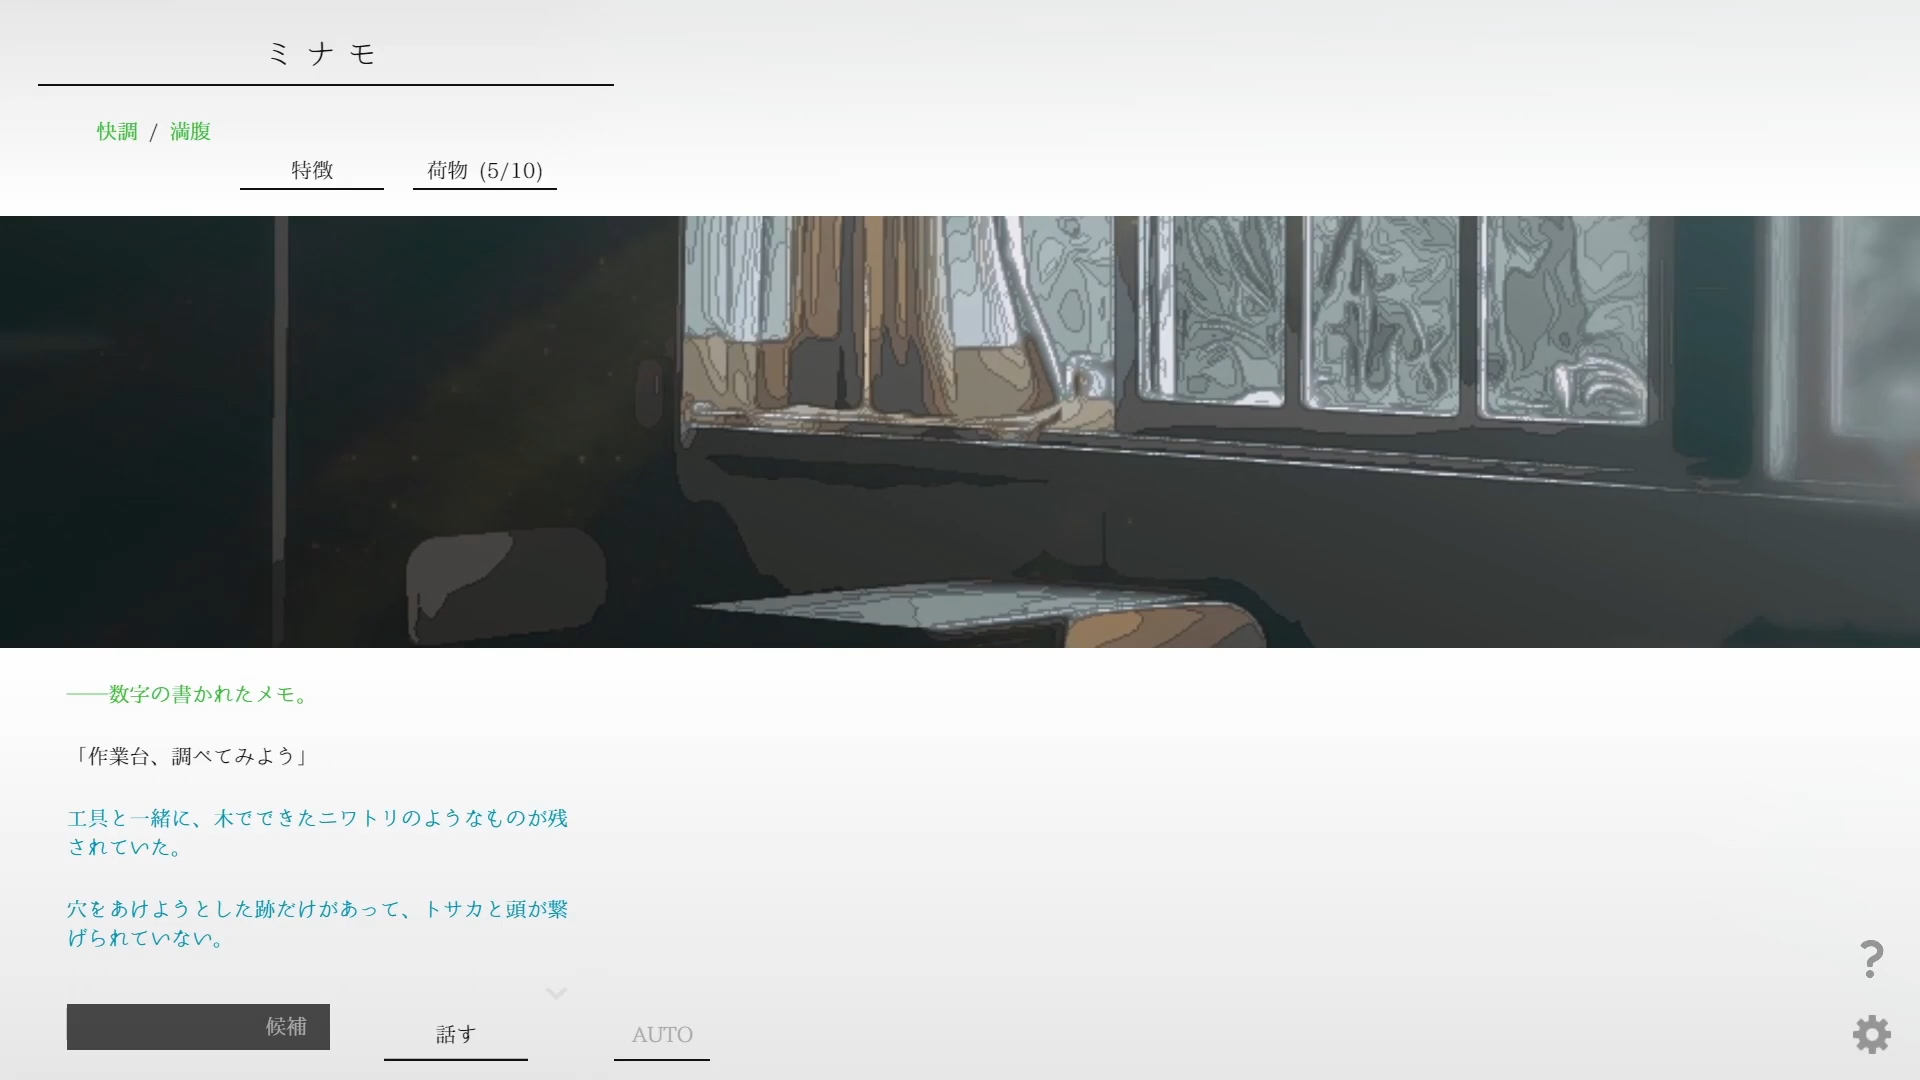 ミナモ
快調 / 満腹
特徴
荷物 (5/10)
──数字の書かれたメモ。
「作業台、調べてみよう」
工具と一緒に、木でできたニワトリのようなものが残
されていた。
穴をあけようとした跡だけがあって、トサカと頭が繋
げられていない。
候補
話す
AUTO
?